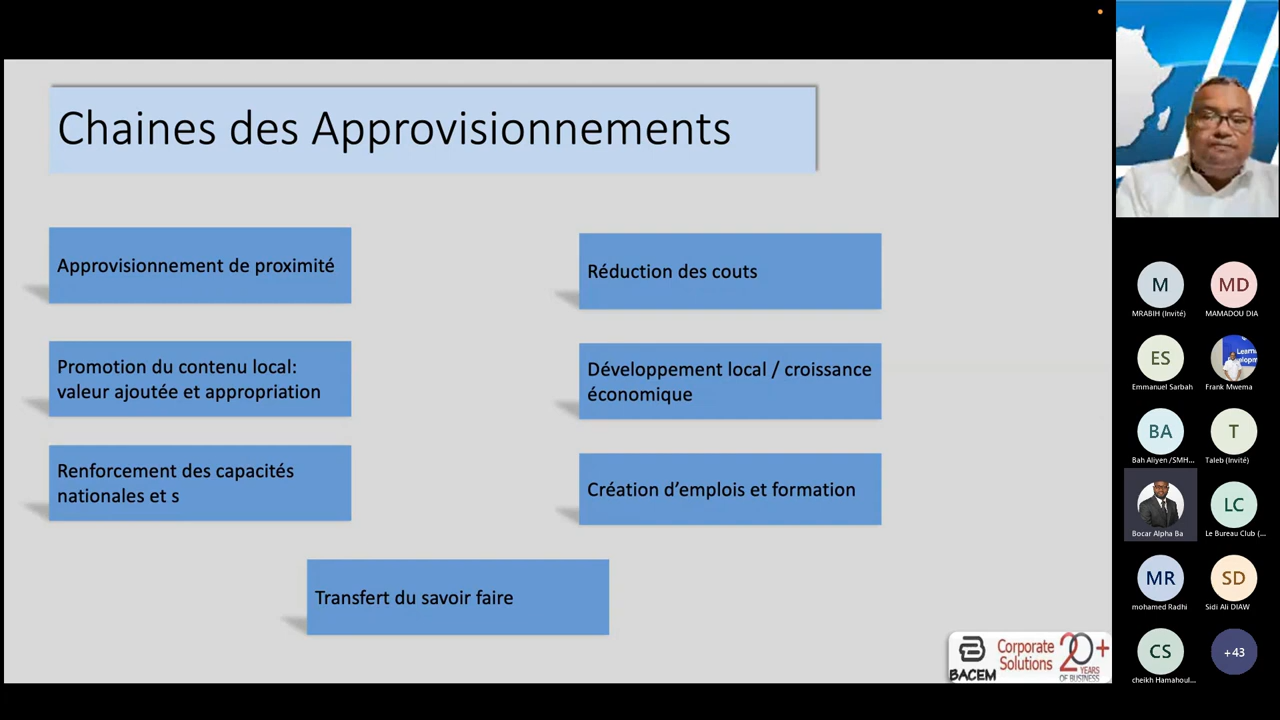 Chaines des Approvisionnements
Approvisionnement de proximité
Réduction des couts
Promotion du contenu local:
valeur ajoutée et appropriation
Développement local / croissance
économique
Renforcement des capacités
nationales et s
Création d’emplois et formation
Transfert du savoir faire
BACEM
Corporate
Solutions
20+
YEARS
OF BUSINESS
M
MRABIH (Invité)
MD
MAMADOU DIA
ES
Emmanuel Sarbah
Frank Mwema
BA
Bah Aliyen /SMH...
T
Taleb (Invité)
Bocar Alpha Ba
LC
Le Bureau Club (...
MR
mohamed Radhi
SD
Sidi Ali DIAW
CS
cheikh Hamahoul...
+43